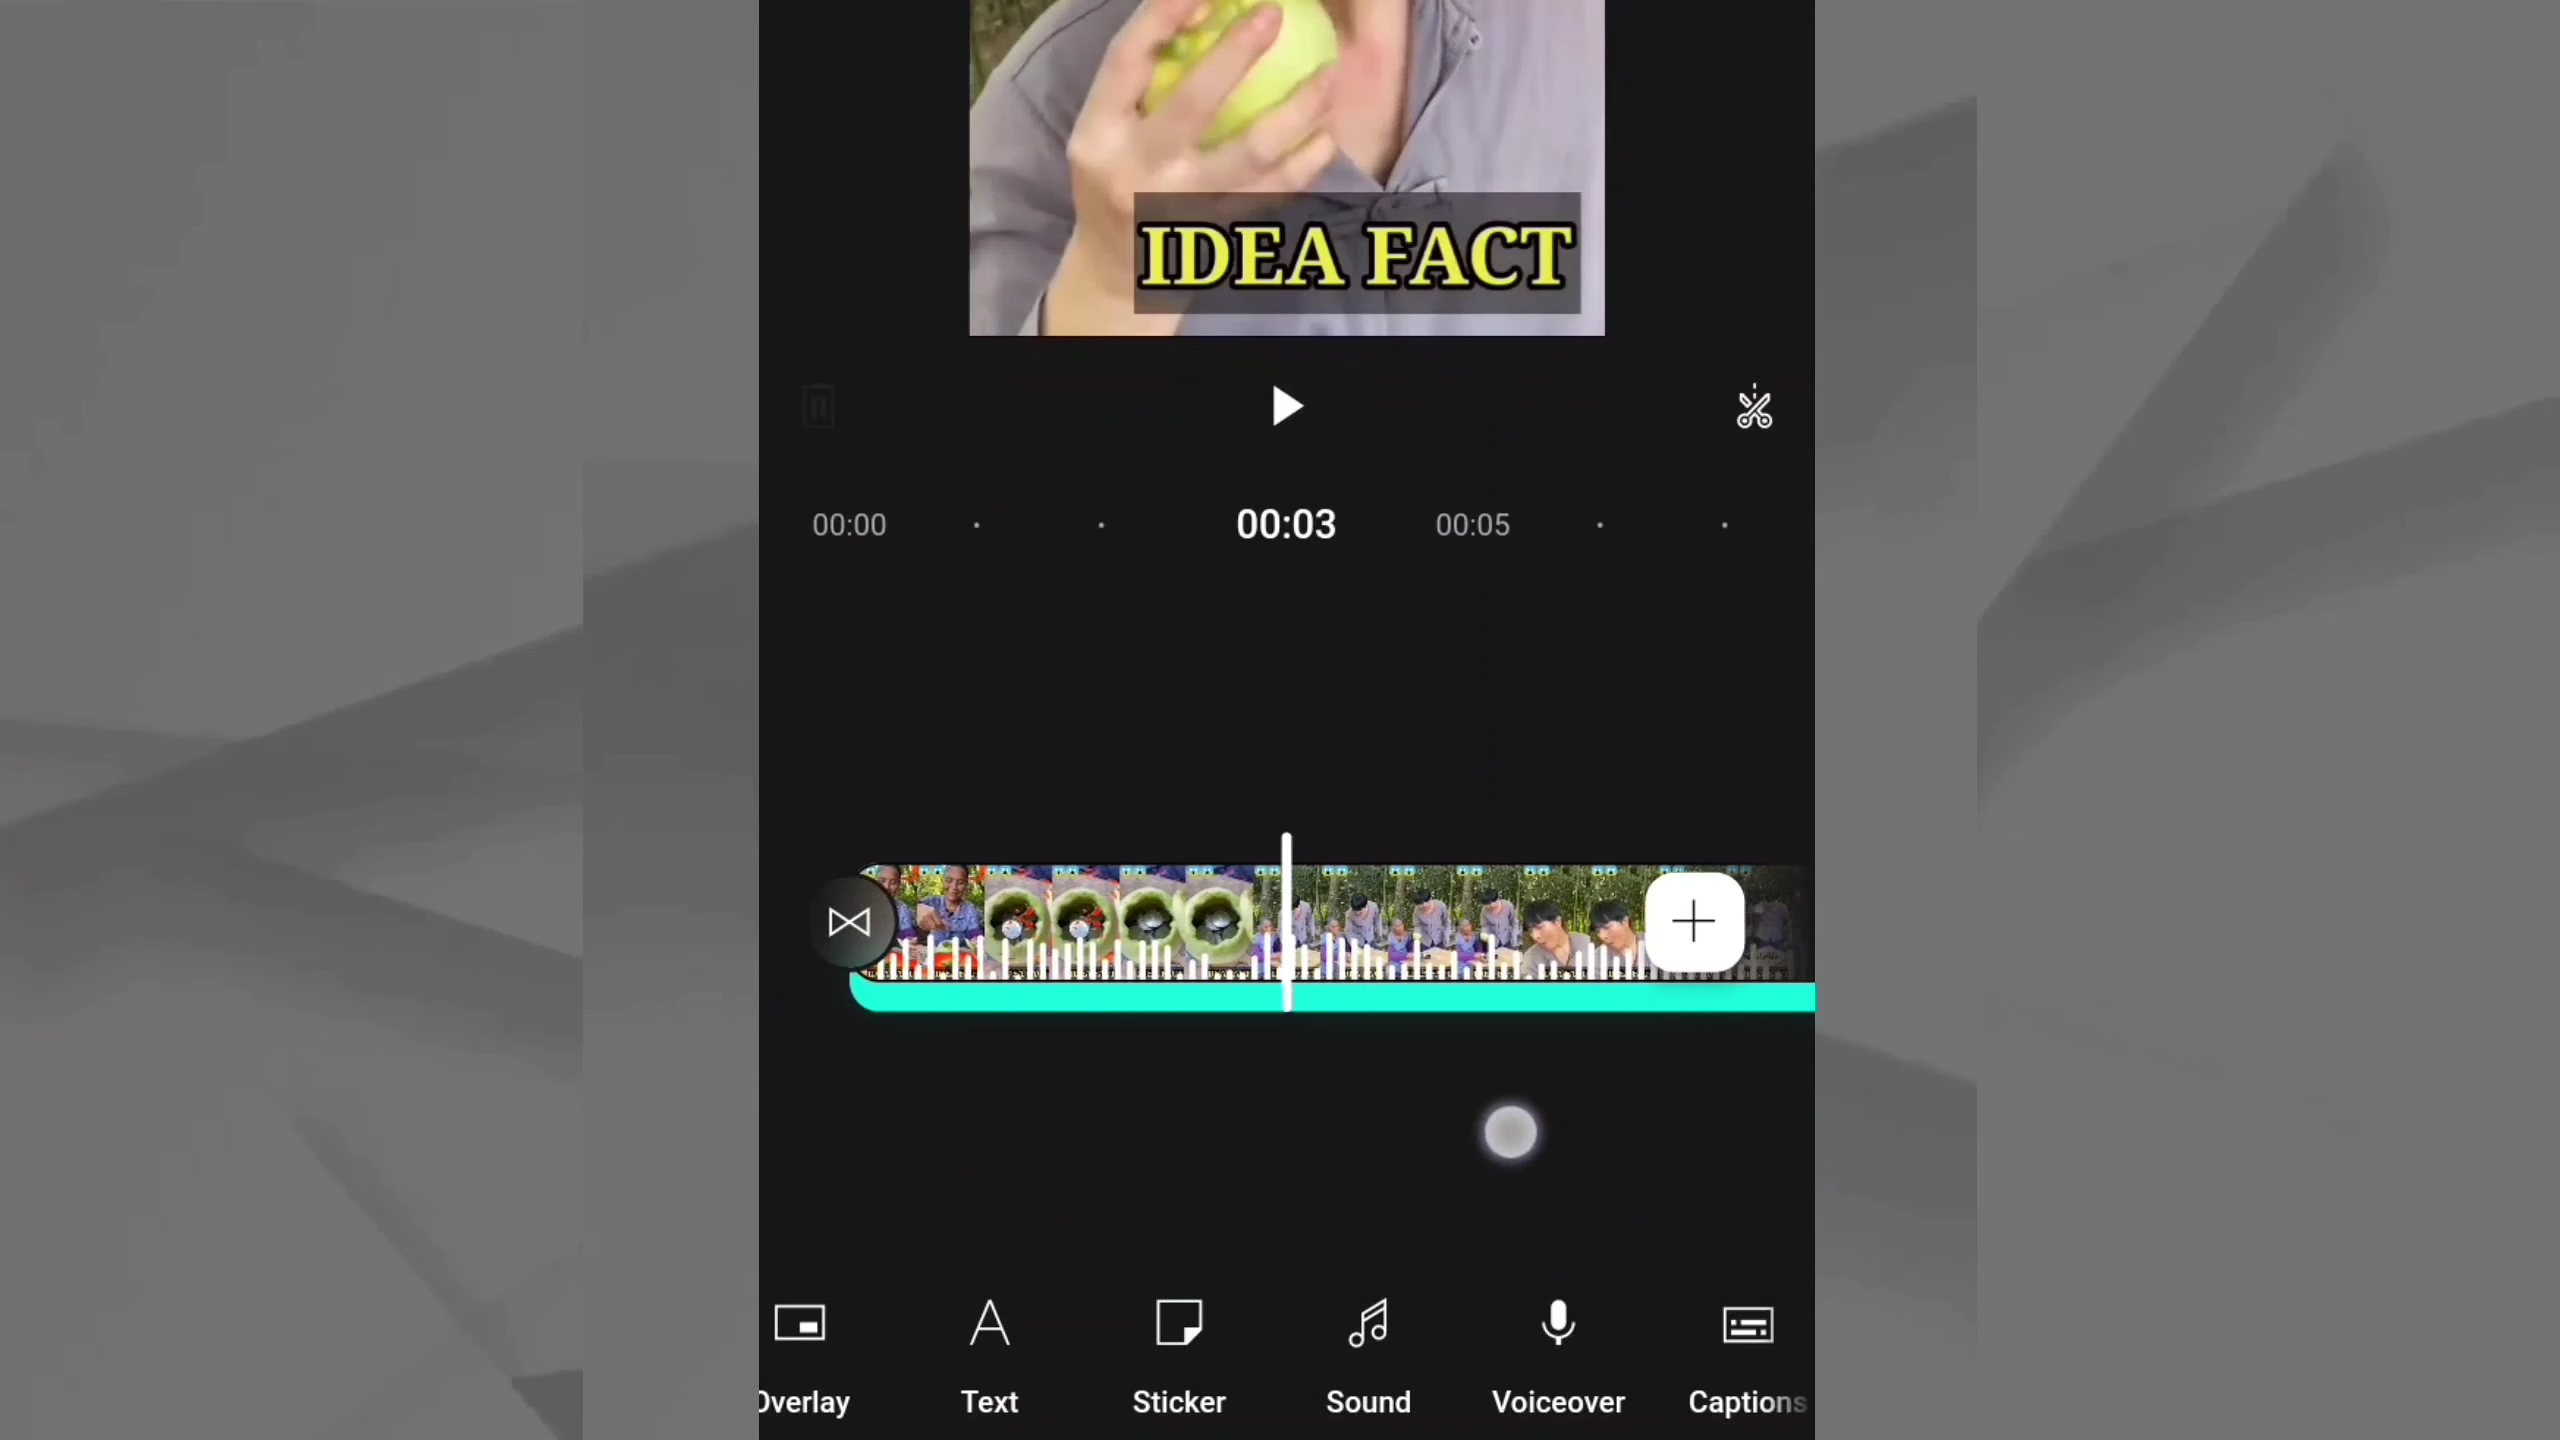 IDEA FACT
00:00
00:03
00:05
Overlay
Text
Sticker
Sound
Voiceover
Captions